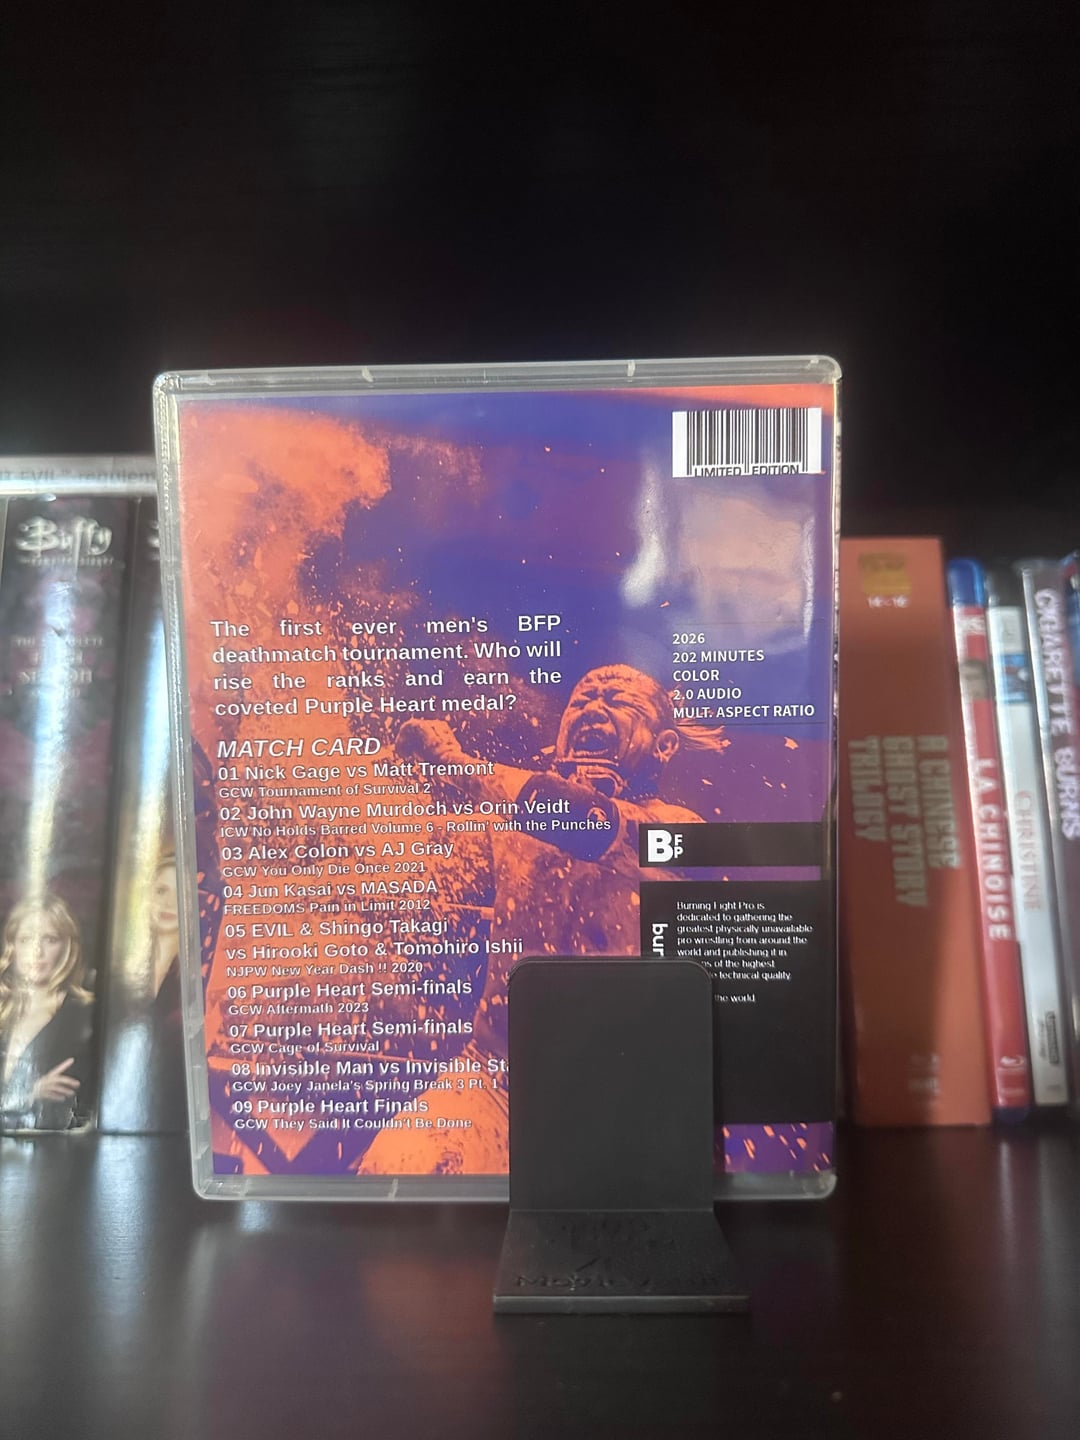 LIMITED EDITION
The first ever men's BFP
deathmatch tournament. Who will
rise the ranks and earn the
coveted Purple Heart medal?
2026
202 MINUTES
COLOR
2.0 AUDIO
MULT. ASPECT RATIO
MATCH CARD
01 Nick Gage vs Matt Tremont
GCW Tournament of Survival 2
02 John Wayne Murdoch vs Orin Veidt
ICW No Holds Barred Volume 6 - Rollin' with the Punches
03 Alex Colon vs AJ Gray
GCW You Only Die Once 2021
04 Jun Kasai vs MASADA
FREEDOMS Pain in Limit 2012
05 EVIL & Shingo Takagi
vs Hirooki Goto & Tomohiro Ishii
NJPW New Year Dash !! 2020
06 Purple Heart Semi-finals
GCW Aftermath 2023
07 Purple Heart Semi-finals
GCW Cage of Survival
08 Invisible Man vs Invisible
GCW Joey Janela's Spring Break 3 Pt. 1
09 Purple Heart Finals
GCW They Said It Couldn't Be Done
BFP
bur
Burning Fight Pro is
dedicated to gathering the
greatest physically unavailable
pro wrestling from around the
world and publishing it in
of the highest
technical quality
the world
Buffy
A CHINESE
GHOST STORY
TRILOGY
LA CHINOISE
CHRISTINE
CIGARETTE BURNS